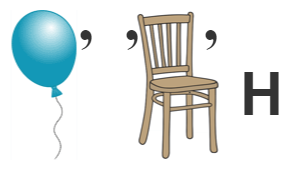 , , , H